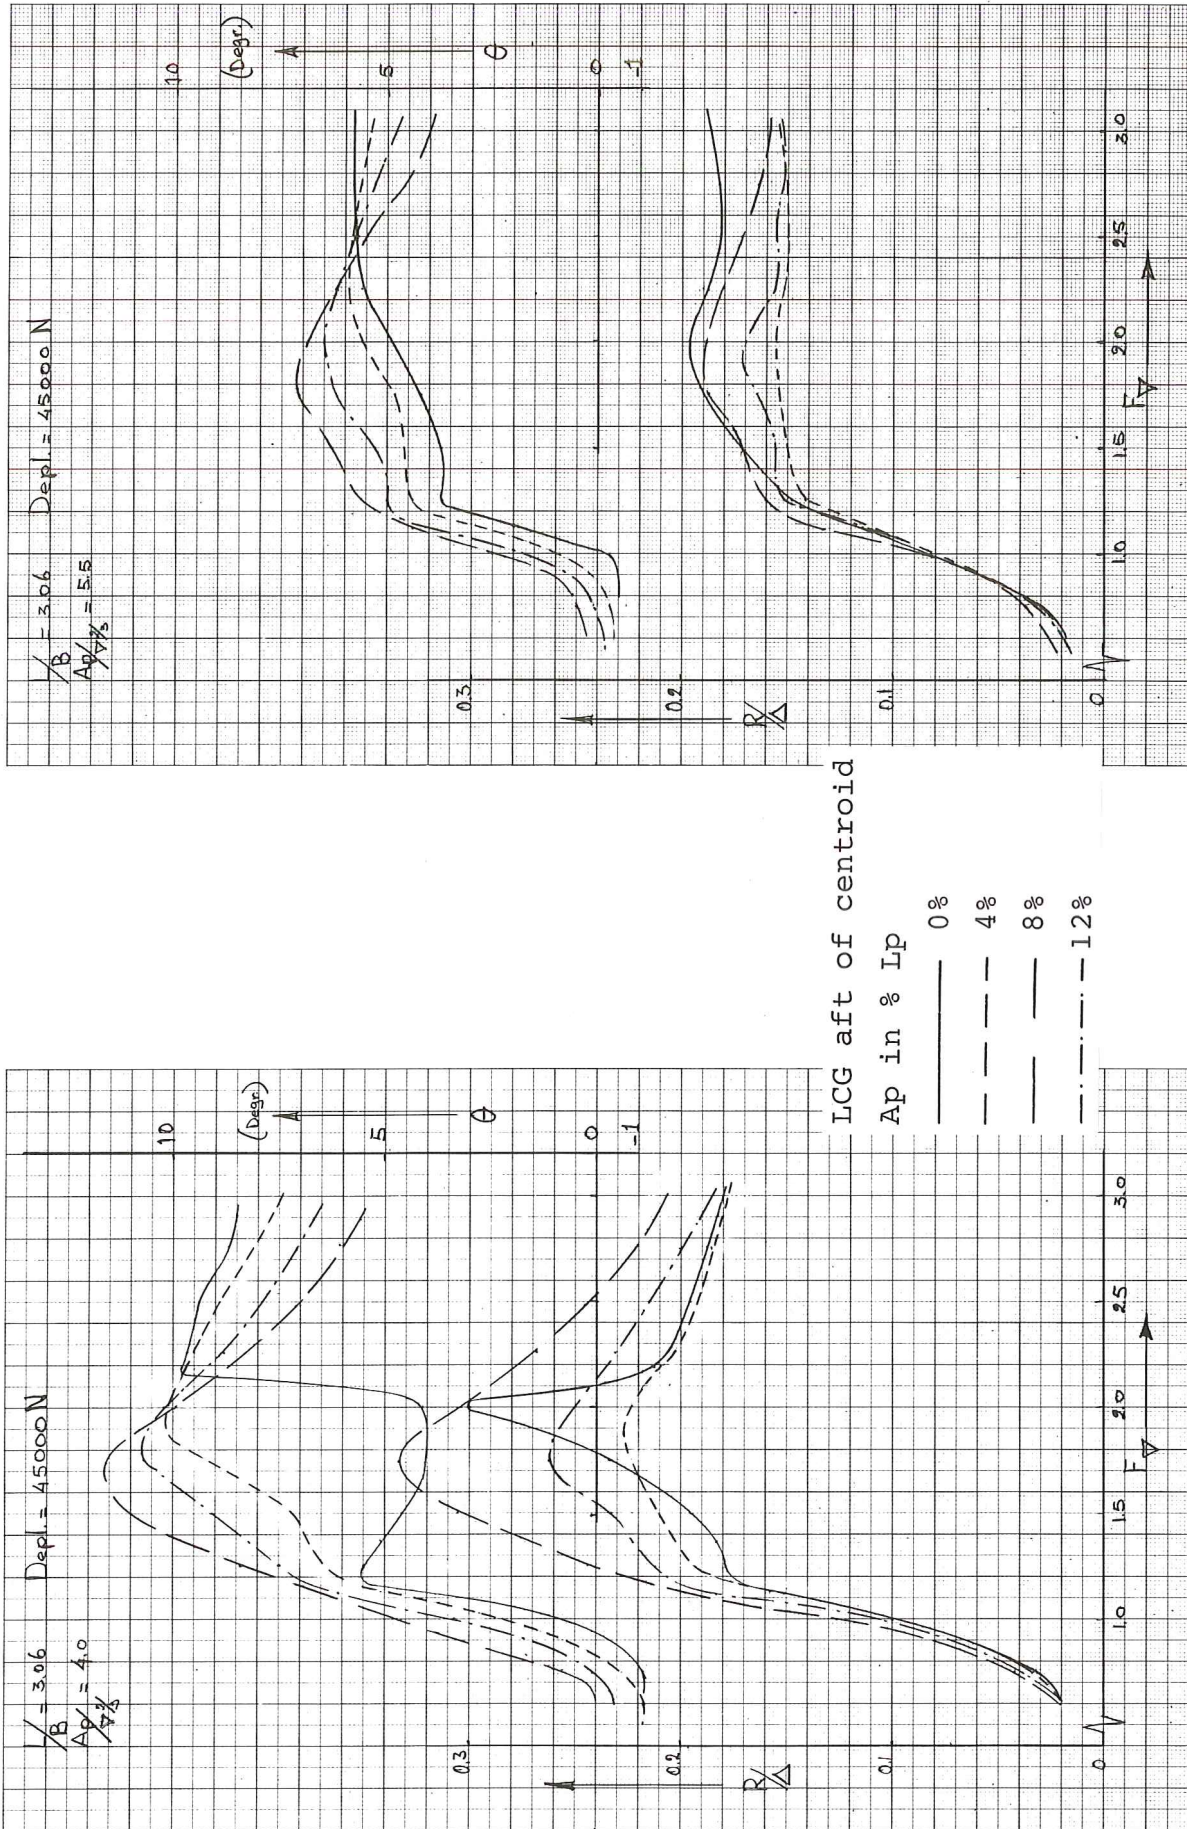 L/B = 3.06 Depl. = 45000 N
Ap/∇⅔ = 4.0
10
(Degr.)
5
θ
0
-1
0.3
0.2
R/Δ
0.1
0
1.0
1.5
2.0
2.5
3.0
F∇
L/B = 3.06 Depl. = 45000 N
Ap/∇⅔ = 5.5
10
(Degr.)
5
θ
0
-1
0.3
0.2
R/Δ
0.1
0
1.0
1.5
2.0
2.5
3.0
F∇
LCG aft of centroid
Ap in % Lp
0%
4%
8%
12%